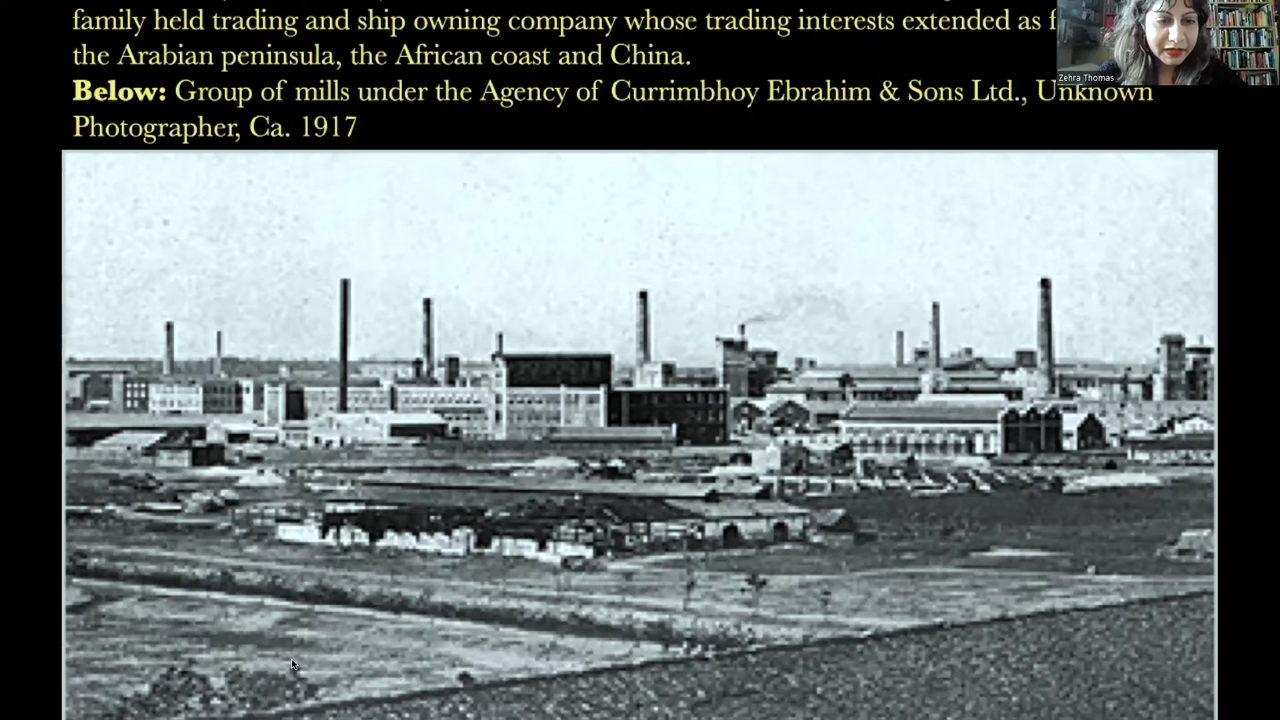 family held trading and ship owning company whose trading interests extended as f
the Arabian peninsula, the African coast and China.
Below: Group of mills under the Agency of Currimbhoy Ebrahim & Sons Ltd., Unknown
Photographer, Ca. 1917
Zehra Thomas